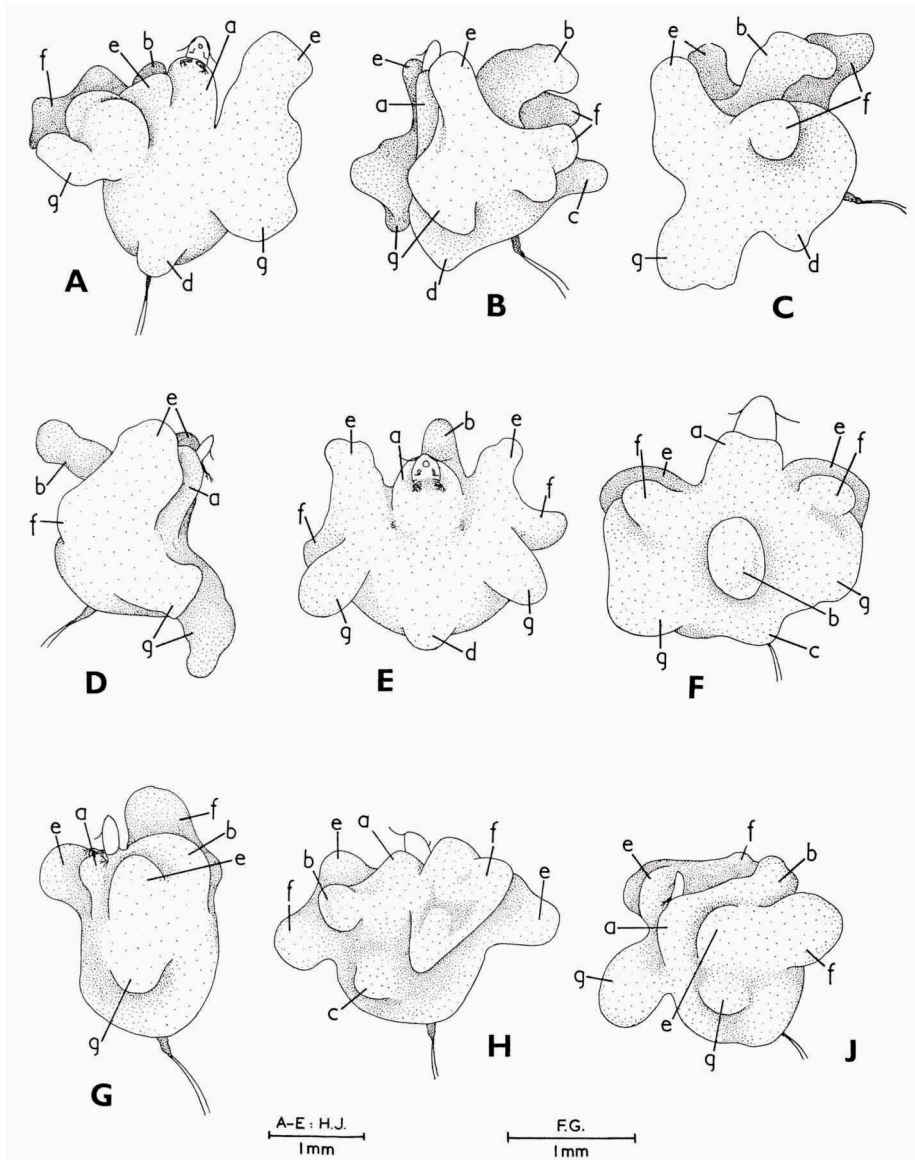 f e b a e
g g
d
A
e e b
a f
c
g
d
B
e b
f
g d
C
e
b a
f
g
D
e a b e
f f
g g
d
E
a
f e e f
b g
g c
F
e a f
b
e
g
G
e a f
b e
f
c
H
e f b
a
g f
e g
J
A-E : H.J.
1mm
F.G.
1mm